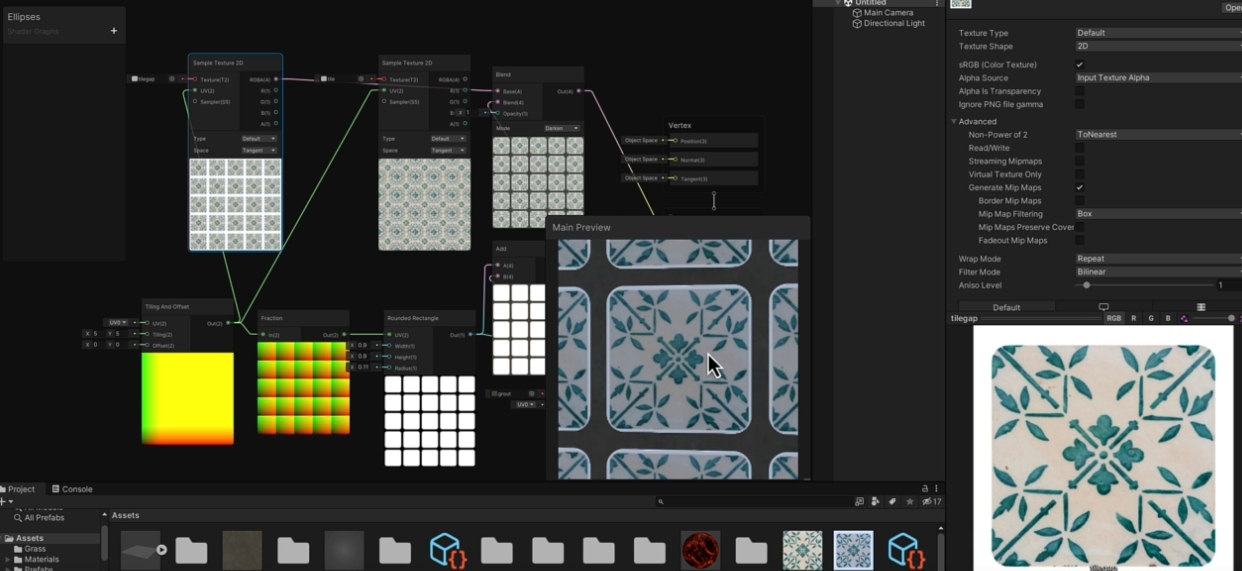 Ellipses
Shader Graphs
+
Sample Texture 2D
tilegap
Texture(T2)
RGBA(4)
UV(2)
R(1)
Sampler(SS)
G(1)
B(1)
A(1)
Type
Default
Space
Tangent
Sample Texture 2D
tile
Texture(T2)
RGBA(4)
UV(2)
R(1)
Sampler(SS)
G(1)
B(1)
A(1)
Type
Default
Space
Tangent
Blend
Base(4)
Out(4)
Blend(4)
X 1
Opacity(1)
Mode
Darken
Vertex
Object Space
Position(3)
Object Space
Normal(3)
Object Space
Tangent(3)
Main Preview
Add
A(4)
B(4)
grout
UV0
Tiling And Offset
UV0
UV(2)
Out(2)
X 5 Y 5
Tiling(2)
X 0 Y 0
Offset(2)
Fraction
In(2)
Out(2)
Rounded Rectangle
UV(2)
Out(1)
X 0.9
Width(1)
X 0.9
Height(1)
X 0.11
Radius(1)
Untitled
Main Camera
Directional Light
Open
Texture Type
Default
Texture Shape
2D
sRGB (Color Texture)
Alpha Source
Input Texture Alpha
Alpha Is Transparency
Ignore PNG file gamma
Advanced
Non-Power of 2
ToNearest
Read/Write
Streaming Mipmaps
Virtual Texture Only
Generate Mip Maps
Border Mip Maps
Mip Map Filtering
Box
Mip Maps Preserve Cover
Fadeout Mip Maps
Wrap Mode
Repeat
Filter Mode
Bilinear
Aniso Level
1
Default
tilegap
RGB R G B
tilegap
Project
Console
17
All Prefabs
Assets
Grass
Materials
Prefabs
Assets